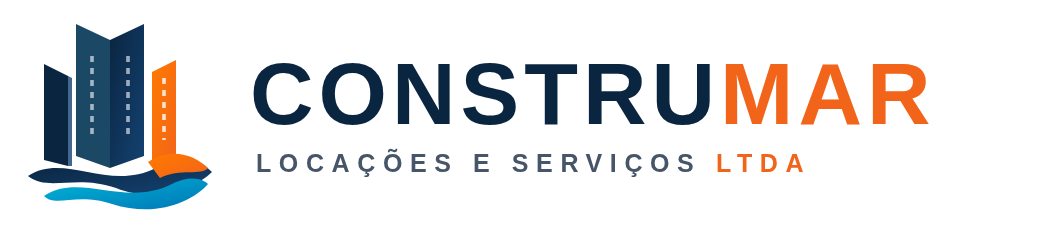 CONSTRUMAR
LOCAÇÕES E SERVIÇOS LTDA